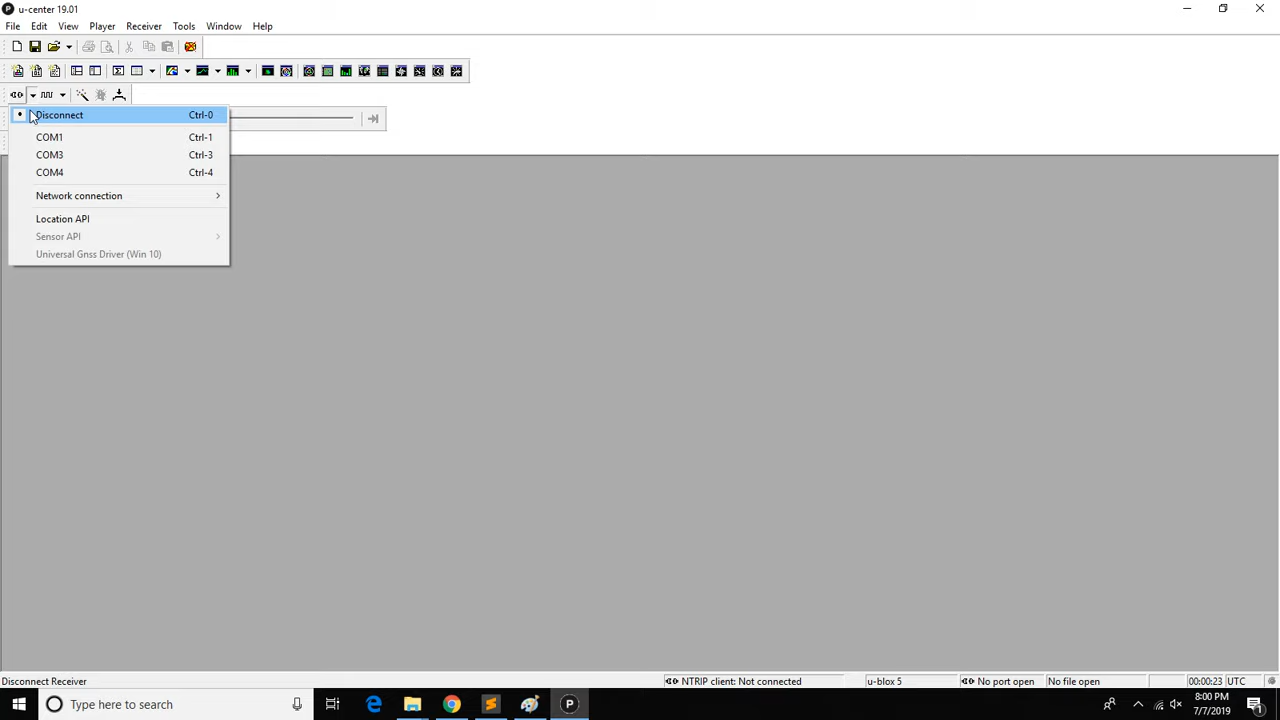 u-center 19.01
File Edit View Player Receiver Tools Window Help
Disconnect Ctrl-0
COM1 Ctrl-1
COM3 Ctrl-3
COM4 Ctrl-4
Network connection
Location API
Sensor API
Universal Gnss Driver (Win 10)
Disconnect Receiver NTRIP client: Not connected u-blox 5 No port open No file open 00:00:23 UTC
Type here to search
8:00 PM
7/7/2019